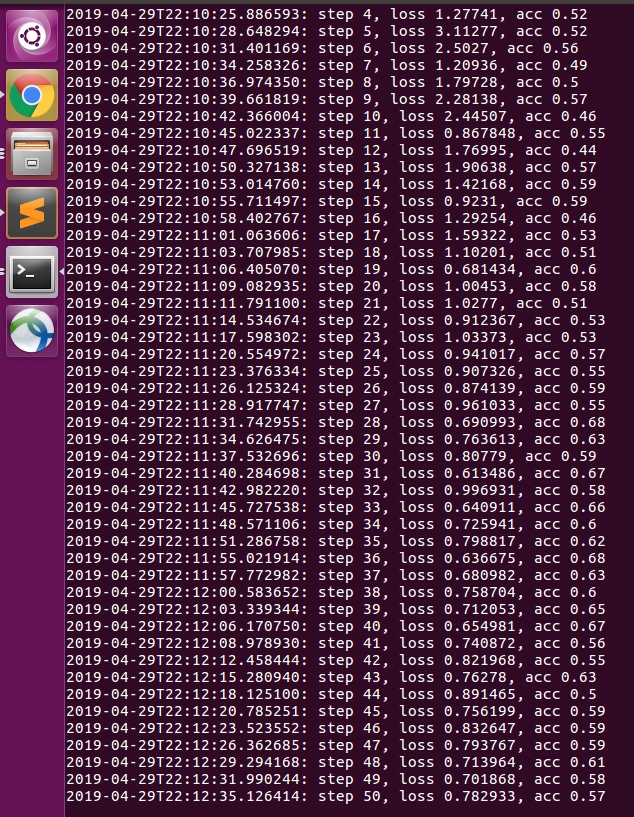 2019-04-29T22:10:25.886593: step 4, loss 1.27741, acc 0.52
2019-04-29T22:10:28.648294: step 5, loss 3.11277, acc 0.52
2019-04-29T22:10:31.401169: step 6, loss 2.5027, acc 0.56
2019-04-29T22:10:34.258326: step 7, loss 1.20936, acc 0.49
2019-04-29T22:10:36.974350: step 8, loss 1.79728, acc 0.5
2019-04-29T22:10:39.661819: step 9, loss 2.28138, acc 0.57
2019-04-29T22:10:42.366004: step 10, loss 2.44507, acc 0.46
2019-04-29T22:10:45.022337: step 11, loss 0.867848, acc 0.55
2019-04-29T22:10:47.696519: step 12, loss 1.76995, acc 0.44
2019-04-29T22:10:50.327138: step 13, loss 1.90638, acc 0.57
2019-04-29T22:10:53.014760: step 14, loss 1.42168, acc 0.59
2019-04-29T22:10:55.711497: step 15, loss 0.9231, acc 0.59
2019-04-29T22:10:58.402767: step 16, loss 1.29254, acc 0.46
2019-04-29T22:11:01.063606: step 17, loss 1.59322, acc 0.53
2019-04-29T22:11:03.707985: step 18, loss 1.10201, acc 0.51
2019-04-29T22:11:06.405070: step 19, loss 0.681434, acc 0.6
2019-04-29T22:11:09.082935: step 20, loss 1.00453, acc 0.58
2019-04-29T22:11:11.791100: step 21, loss 1.0277, acc 0.51
2019-04-29T22:11:14.534674: step 22, loss 0.912367, acc 0.53
2019-04-29T22:11:17.598302: step 23, loss 1.03373, acc 0.53
2019-04-29T22:11:20.554972: step 24, loss 0.941017, acc 0.57
2019-04-29T22:11:23.376334: step 25, loss 0.907326, acc 0.55
2019-04-29T22:11:26.125324: step 26, loss 0.874139, acc 0.59
2019-04-29T22:11:28.917747: step 27, loss 0.961033, acc 0.55
2019-04-29T22:11:31.742955: step 28, loss 0.690993, acc 0.68
2019-04-29T22:11:34.626475: step 29, loss 0.763613, acc 0.63
2019-04-29T22:11:37.532696: step 30, loss 0.80779, acc 0.59
2019-04-29T22:11:40.284698: step 31, loss 0.613486, acc 0.67
2019-04-29T22:11:42.982220: step 32, loss 0.996931, acc 0.58
2019-04-29T22:11:45.727538: step 33, loss 0.640911, acc 0.66
2019-04-29T22:11:48.571106: step 34, loss 0.725941, acc 0.6
2019-04-29T22:11:51.286758: step 35, loss 0.798817, acc 0.62
2019-04-29T22:11:55.021914: step 36, loss 0.636675, acc 0.68
2019-04-29T22:11:57.772982: step 37, loss 0.680982, acc 0.63
2019-04-29T22:12:00.583652: step 38, loss 0.758704, acc 0.6
2019-04-29T22:12:03.339344: step 39, loss 0.712053, acc 0.65
2019-04-29T22:12:06.170750: step 40, loss 0.654981, acc 0.67
2019-04-29T22:12:08.978930: step 41, loss 0.740872, acc 0.56
2019-04-29T22:12:12.458444: step 42, loss 0.821968, acc 0.55
2019-04-29T22:12:15.280940: step 43, loss 0.76278, acc 0.63
2019-04-29T22:12:18.125100: step 44, loss 0.891465, acc 0.5
2019-04-29T22:12:20.785251: step 45, loss 0.756199, acc 0.59
2019-04-29T22:12:23.523552: step 46, loss 0.832647, acc 0.59
2019-04-29T22:12:26.362685: step 47, loss 0.793767, acc 0.59
2019-04-29T22:12:29.294168: step 48, loss 0.713964, acc 0.61
2019-04-29T22:12:31.990244: step 49, loss 0.701868, acc 0.58
2019-04-29T22:12:35.126414: step 50, loss 0.782933, acc 0.57